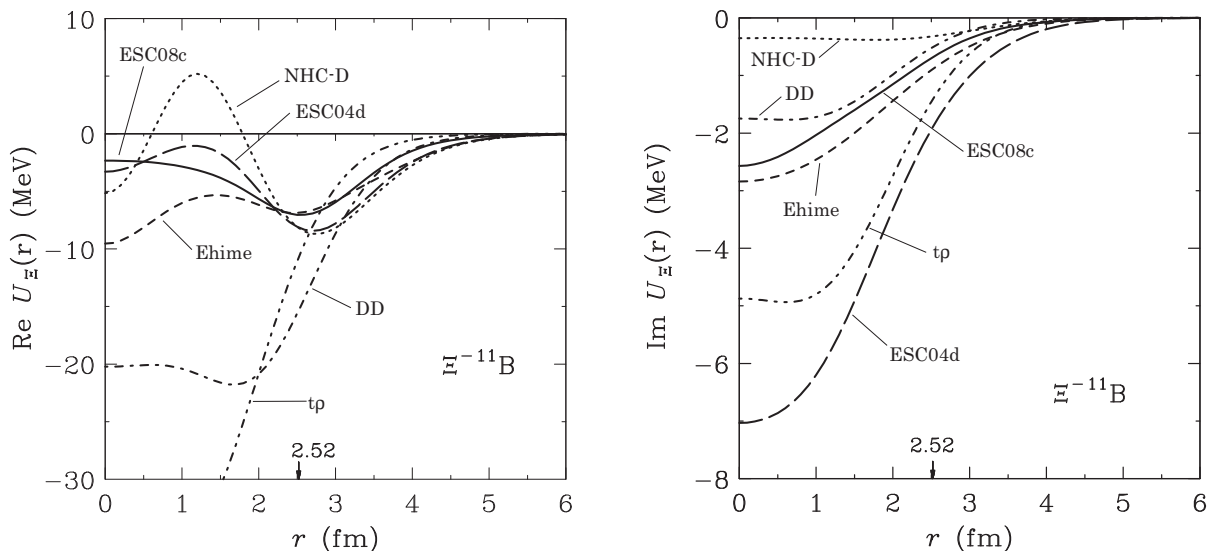 10
0
−10
−20
−30
Re U_Ξ(r) (MeV)
ESC08c
NHC-D
ESC04d
Ehime
DD
tρ
Ξ⁻¹¹B
2.52
0 1 2 3 4 5 6
r (fm)
0
−2
−4
−6
−8
Im U_Ξ(r) (MeV)
NHC-D
DD
ESC08c
Ehime
tρ
ESC04d
Ξ⁻¹¹B
2.52
0 1 2 3 4 5 6
r (fm)